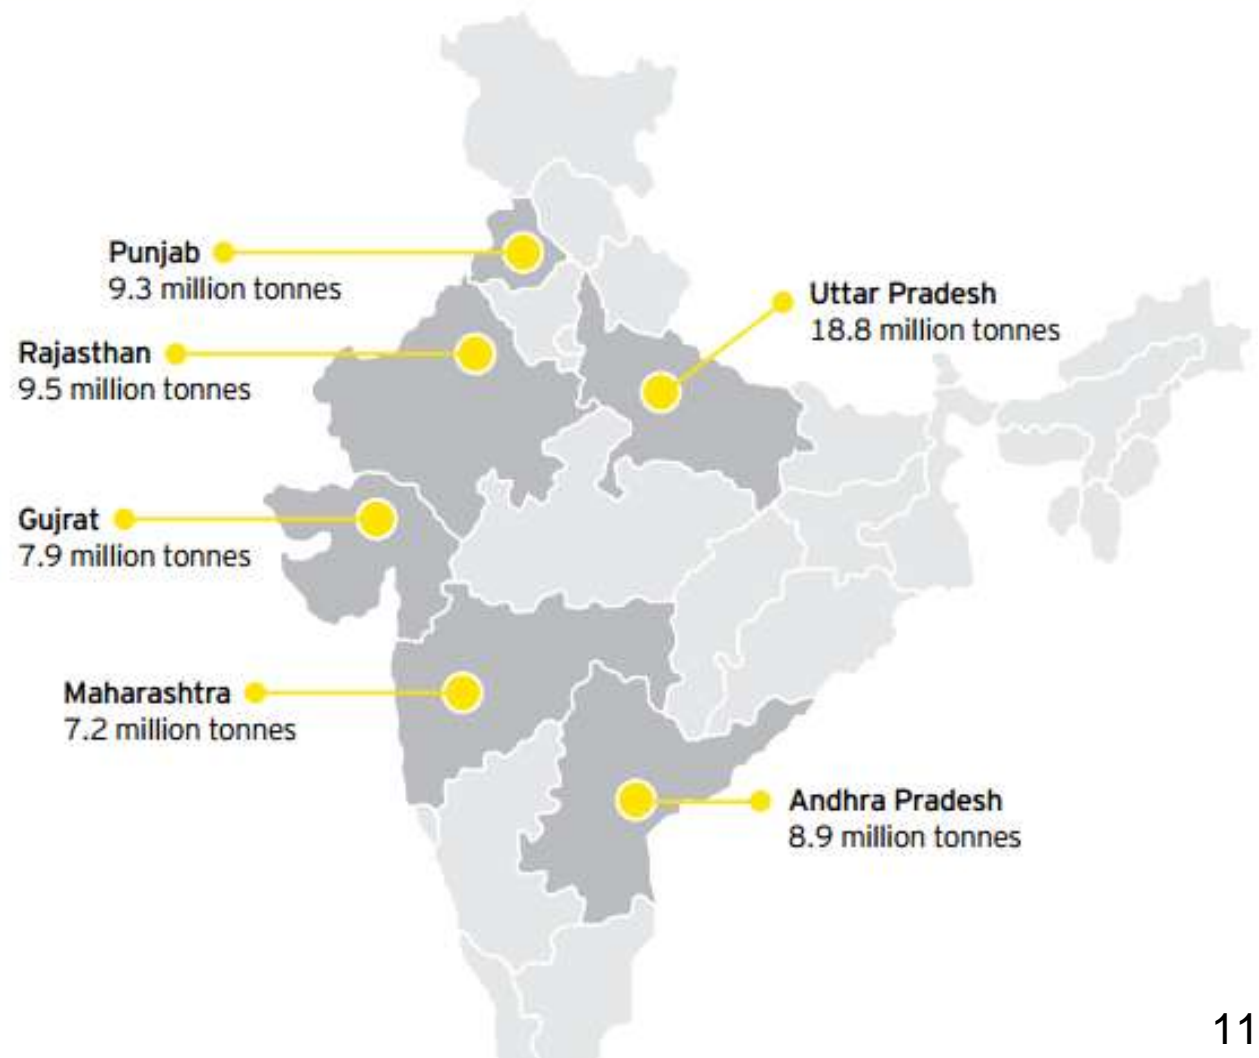 Punjab
9.3 million tonnes
Uttar Pradesh
18.8 million tonnes
Rajasthan
9.5 million tonnes
Gujrat
7.9 million tonnes
Maharashtra
7.2 million tonnes
Andhra Pradesh
8.9 million tonnes
11